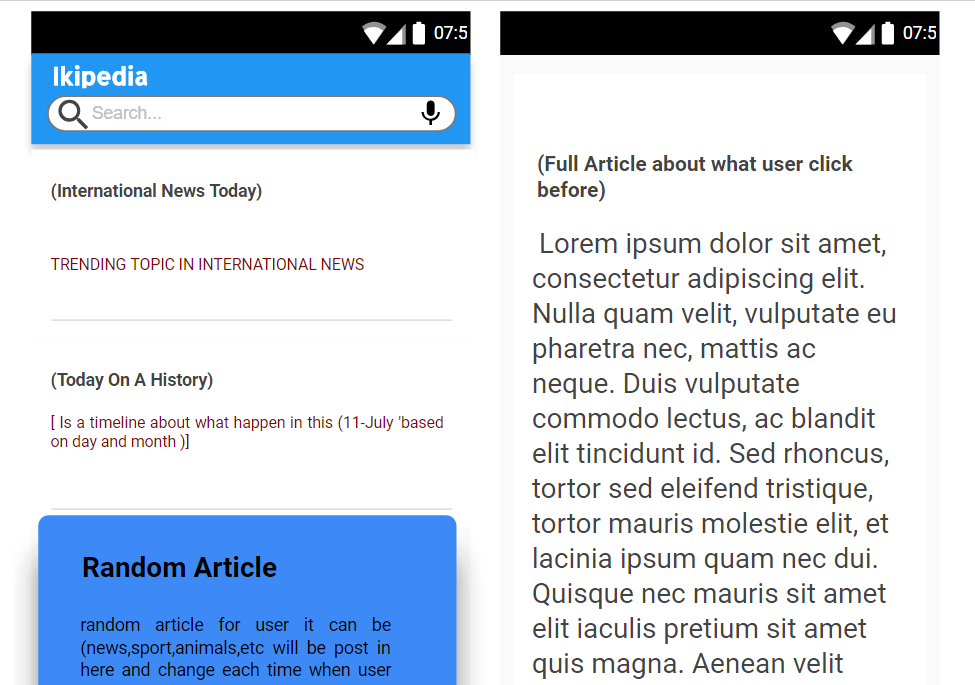 07:5
Ikipedia
Search...
(International News Today)
TRENDING TOPIC IN INTERNATIONAL NEWS
(Today On A History)
[ Is a timeline about what happen in this (11-July 'based
on day and month )]
Random Article
random article for user it can be
(news,sport,animals,etc will be post in
here and change each time when user
07:5
(Full Article about what user click
before)
Lorem ipsum dolor sit amet,
consectetur adipiscing elit.
Nulla quam velit, vulputate eu
pharetra nec, mattis ac
neque. Duis vulputate
commodo lectus, ac blandit
elit tincidunt id. Sed rhoncus,
tortor sed eleifend tristique,
tortor mauris molestie elit, et
lacinia ipsum quam nec dui.
Quisque nec mauris sit amet
elit iaculis pretium sit amet
quis magna. Aenean velit